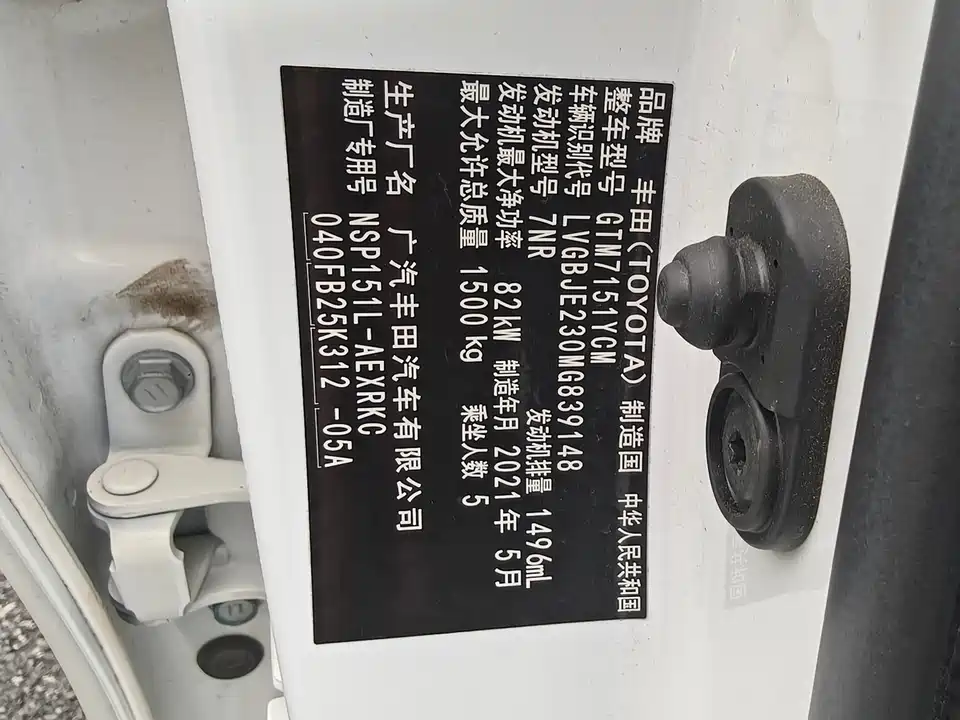 品牌 丰田(TOYOTA) 制造国 中华人民共和国
整车型号 GTM7151YCM
车辆识别代号 LVGBJE230MG839148
发动机型号 7NR 发动机排量 1496mL
发动机最大净功率 82kW 制造年月 2021年 5月
最大允许总质量 1500kg 乘坐人数 5
生产厂名 广汽丰田汽车有限公司
制造厂专用号 NSP151L-AEXRKC
040FB25K312 -05A